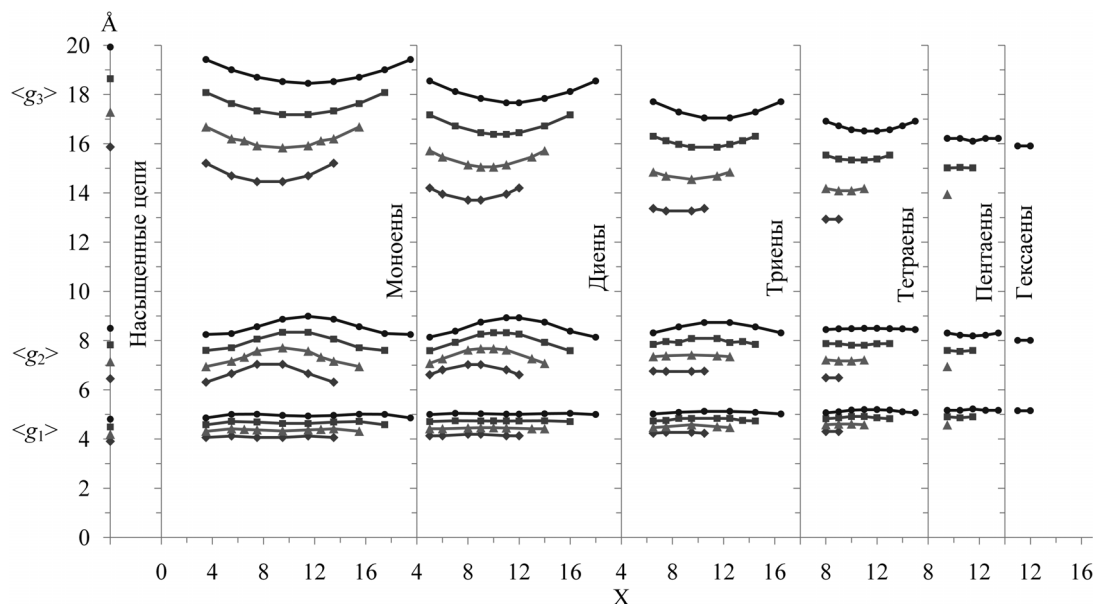 Å
20
18
16
14
12
10
8
6
4
2
0
<g₃>
<g₂>
<g₁>
Насыщенные цепи
Моноены
Диены
Триены
Тетраены
Пентаены
Гексаены
0 4 8 12 16 4 8 12 16 4 8 12 16 8 12 16 8 12 8 12 16
X